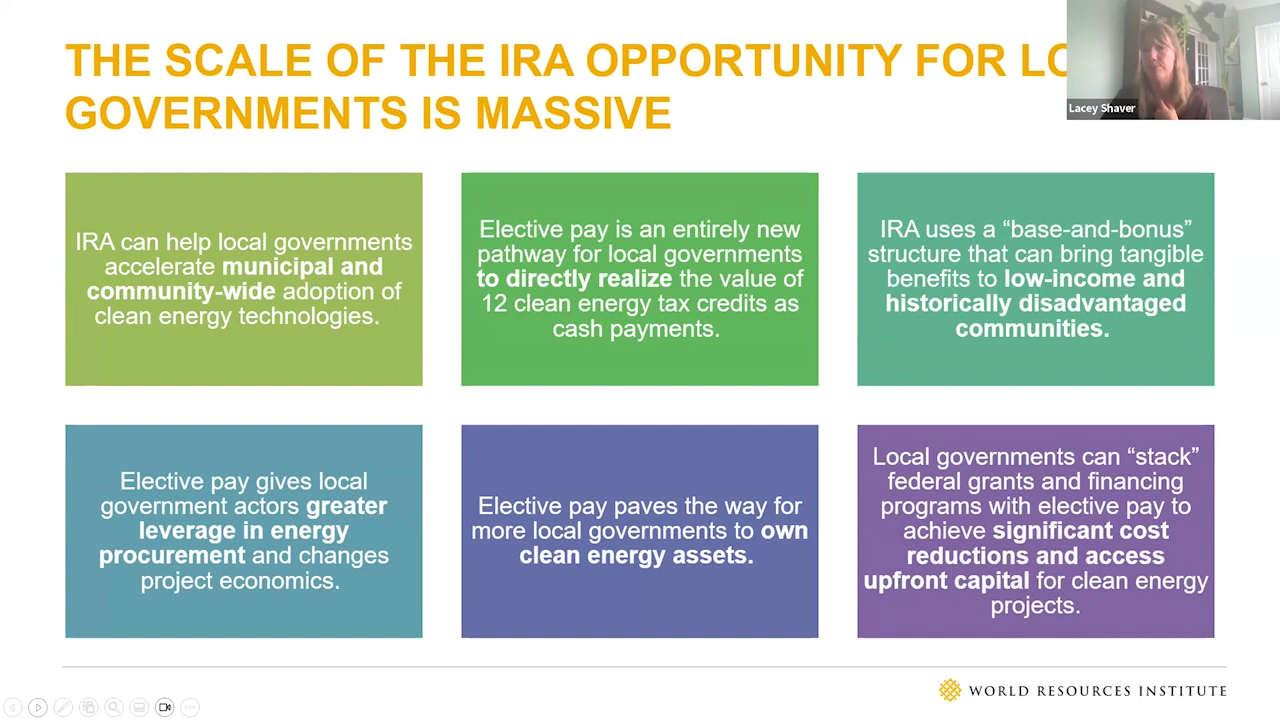 THE SCALE OF THE IRA OPPORTUNITY FOR
GOVERNMENTS IS MASSIVE
Lacey Shaver
IRA can help local governments
accelerate municipal and
community-wide adoption of
clean energy technologies.
Elective pay is an entirely new
pathway for local governments
to directly realize the value of
12 clean energy tax credits as
cash payments.
IRA uses a “base-and-bonus”
structure that can bring tangible
benefits to low-income and
historically disadvantaged
communities.
Elective pay gives local
government actors greater
leverage in energy
procurement and changes
project economics.
Elective pay paves the way for
more local governments to own
clean energy assets.
Local governments can “stack”
federal grants and financing
programs with elective pay to
achieve significant cost
reductions and access
upfront capital for clean energy
projects.
WORLD RESOURCES INSTITUTE